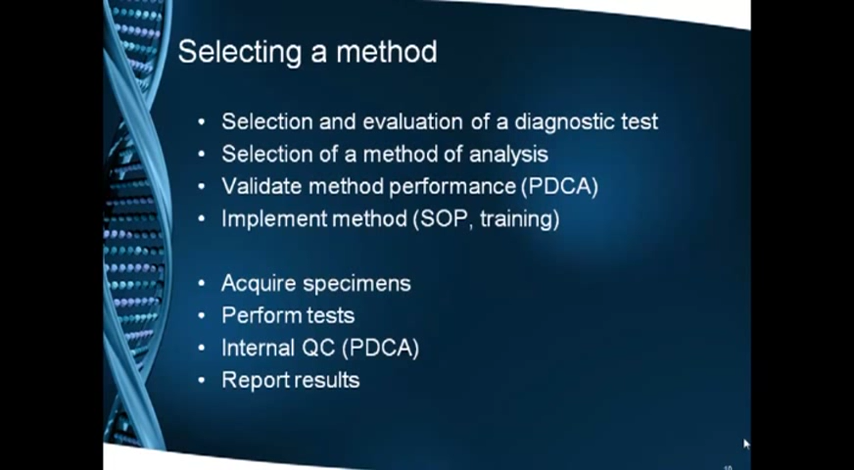 Selecting a method
• Selection and evaluation of a diagnostic test
• Selection of a method of analysis
• Validate method performance (PDCA)
• Implement method (SOP, training)
• Acquire specimens
• Perform tests
• Internal QC (PDCA)
• Report results